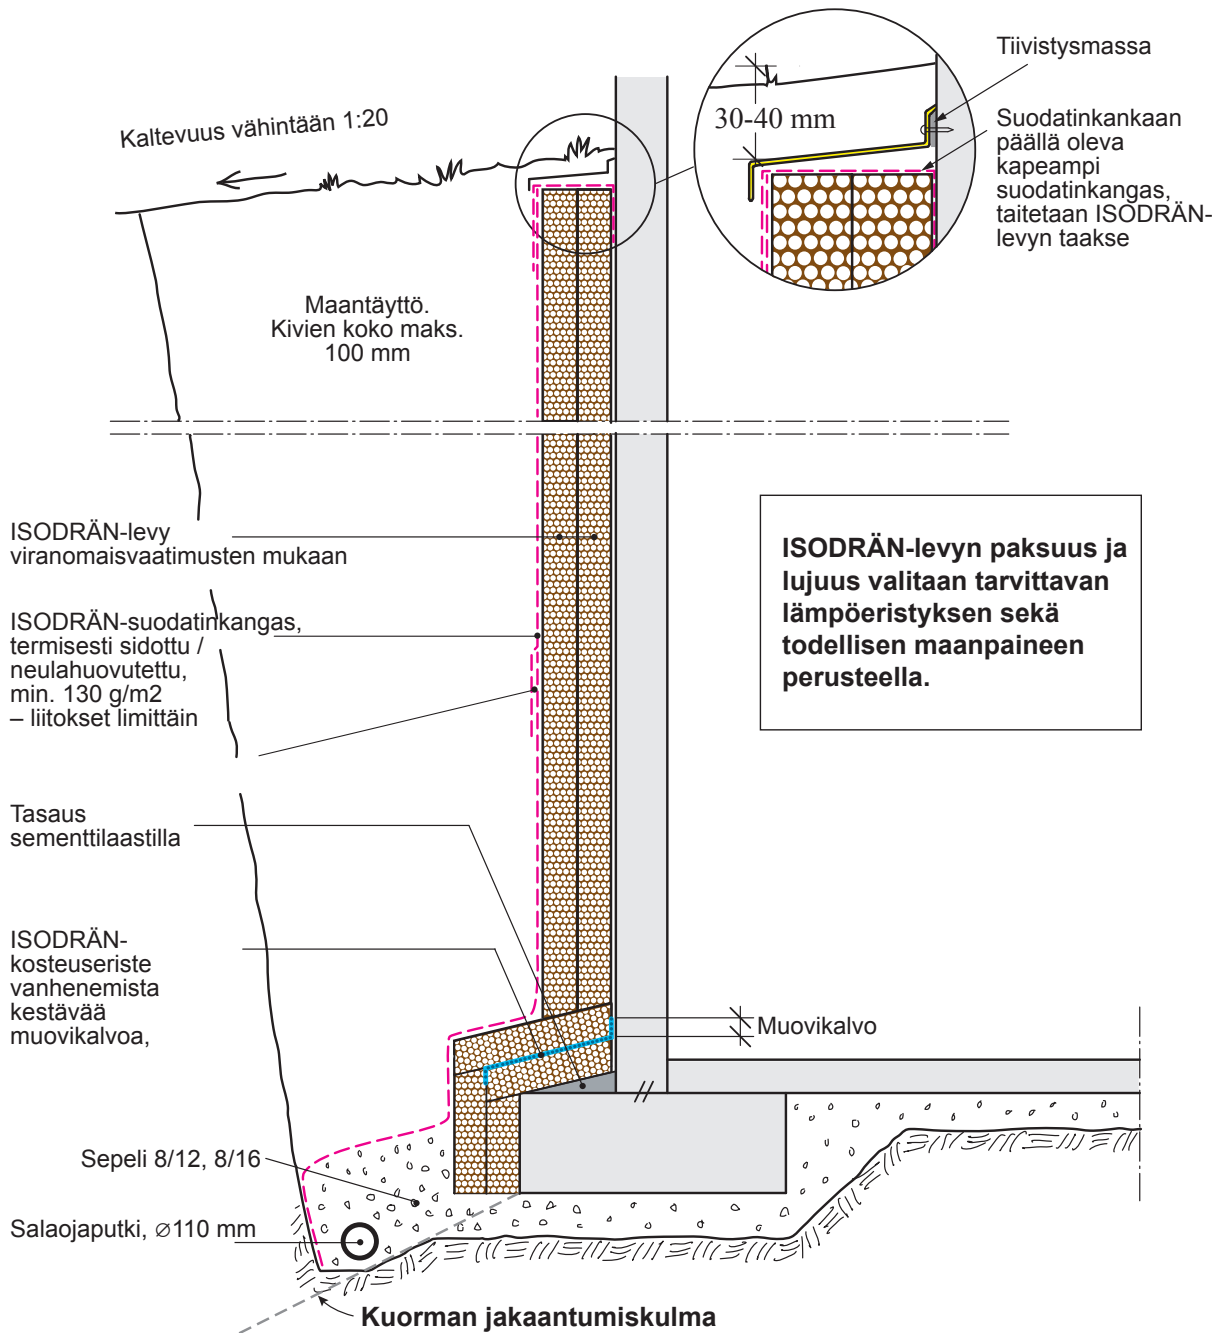 Tiivistysmassa
Kaltevuus vähintään 1:20
30-40 mm
Suodatinkankaan
päällä oleva
kapeampi
suodatinkangas,
taitetaan ISODRÄN-
levyn taakse
Maantäyttö.
Kivien koko maks.
100 mm
ISODRÄN-levy
viranomaisvaatimusten mukaan
ISODRÄN-levyn paksuus ja
lujuus valitaan tarvittavan
lämpöeristyksen sekä
todellisen maanpaineen
perusteella.
ISODRÄN-suodatinkangas,
termisesti sidottu /
neulahuovutettu,
min. 130 g/m2
– liitokset limittäin
Tasaus
sementtilaastilla
ISODRÄN-
kosteuseriste
vanhenemista
kestävää
muovikalvoa,
Muovikalvo
Sepeli 8/12, 8/16
Salaojaputki, ∅110 mm
Kuorman jakaantumiskulma